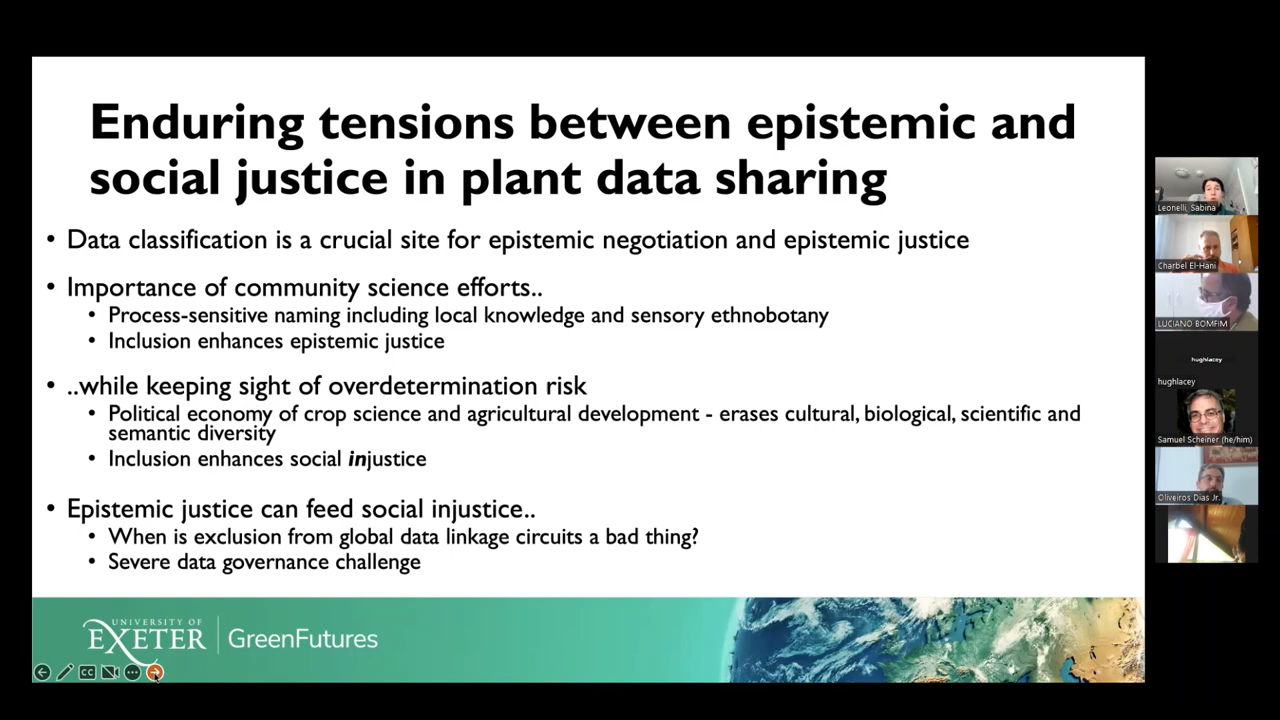 Enduring tensions between epistemic and
social justice in plant data sharing
• Data classification is a crucial site for epistemic negotiation and epistemic justice
• Importance of community science efforts..
• Process-sensitive naming including local knowledge and sensory ethnobotany
• Inclusion enhances epistemic justice
• ..while keeping sight of overdetermination risk
• Political economy of crop science and agricultural development - erases cultural, biological, scientific and
semantic diversity
• Inclusion enhances social injustice
• Epistemic justice can feed social injustice..
• When is exclusion from global data linkage circuits a bad thing?
• Severe data governance challenge
UNIVERSITY OF
EXETER
GreenFutures
CC
Leonelli, Sabina
Charbel El-Hani
LUCIANO BOMFIM
hughlacey
hughlacey
Samuel Scheiner (he/him)
Oliveiros Dias Jr.